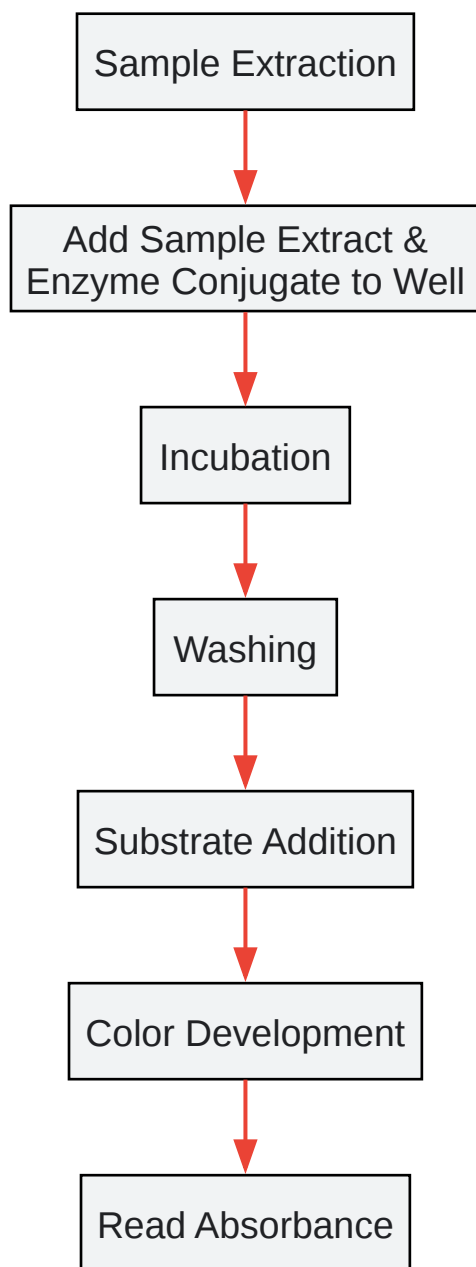 Sample Extraction
Add Sample Extract &
Enzyme Conjugate to Well
Incubation
Washing
Substrate Addition
Color Development
Read Absorbance